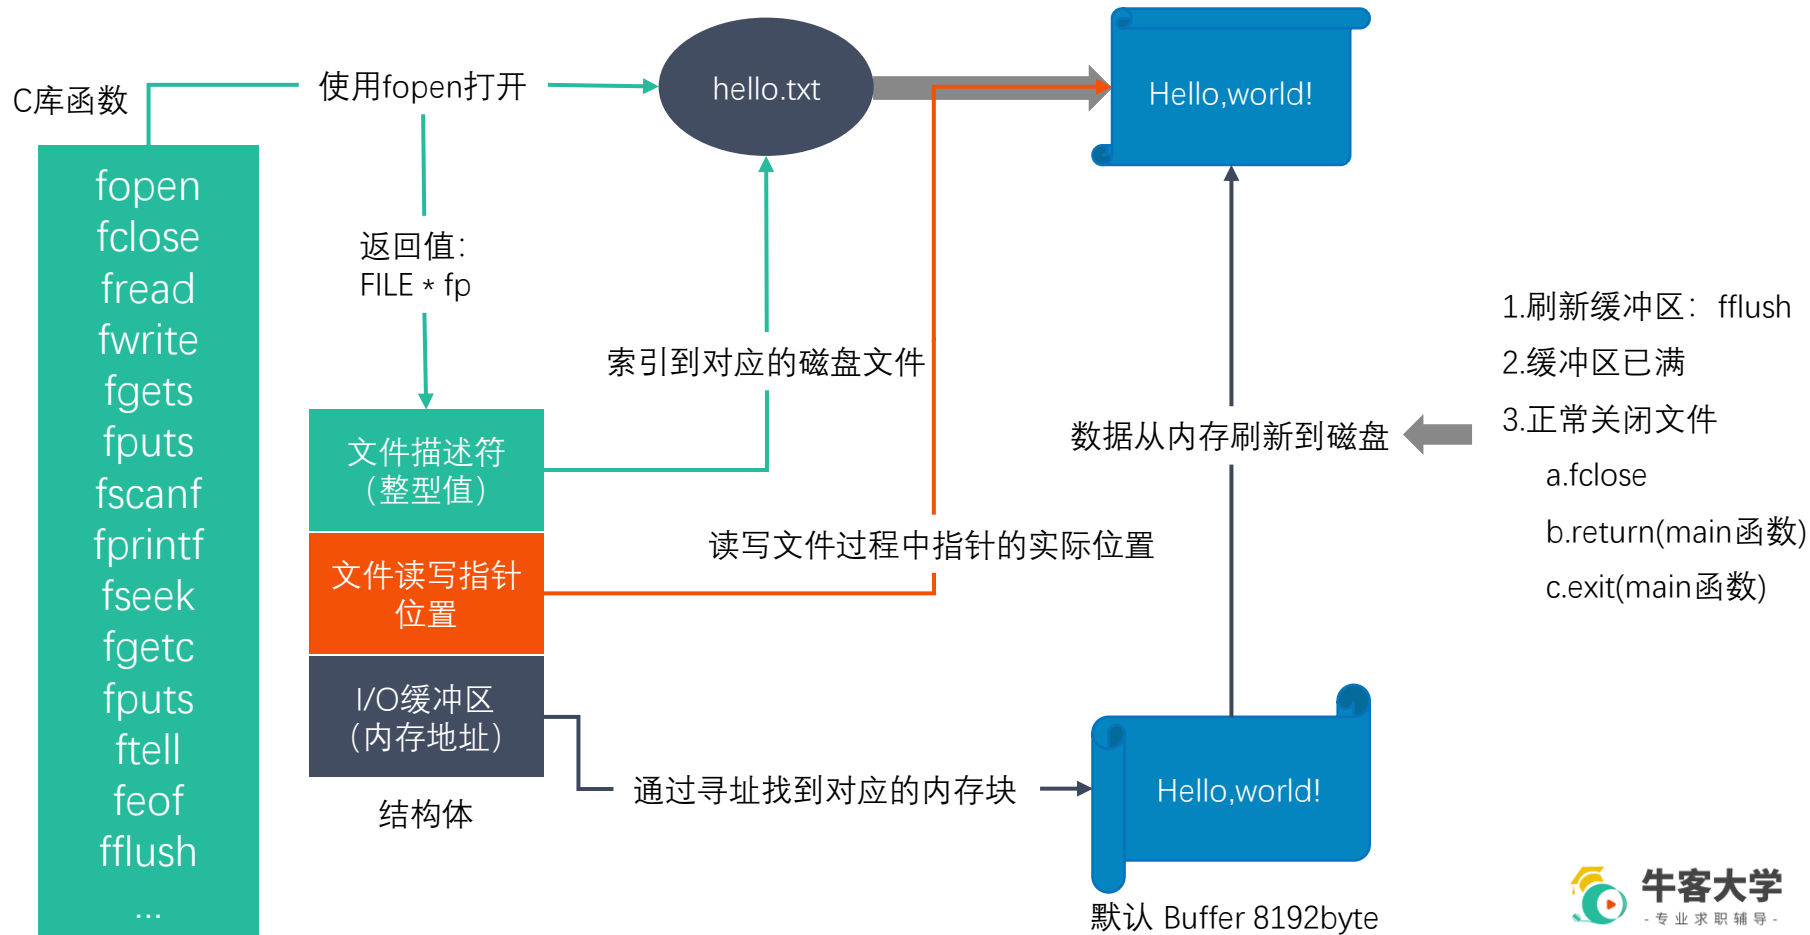 C库函数
fopen
fclose
fread
fwrite
fgets
fputs
fscanf
fprintf
fseek
fgetc
fputs
ftell
feof
fflush
...
使用fopen打开
返回值：
FILE * fp
文件描述符
（整型值）
文件读写指针
位置
I/O缓冲区
（内存地址）
结构体
hello.txt
Hello,world!
索引到对应的磁盘文件
读写文件过程中指针的实际位置
通过寻址找到对应的内存块
数据从内存刷新到磁盘
Hello,world!
默认 Buffer 8192byte
1.刷新缓冲区：fflush
2.缓冲区已满
3.正常关闭文件
a.fclose
b.return(main函数)
c.exit(main函数)
牛客大学
-专业求职辅导-